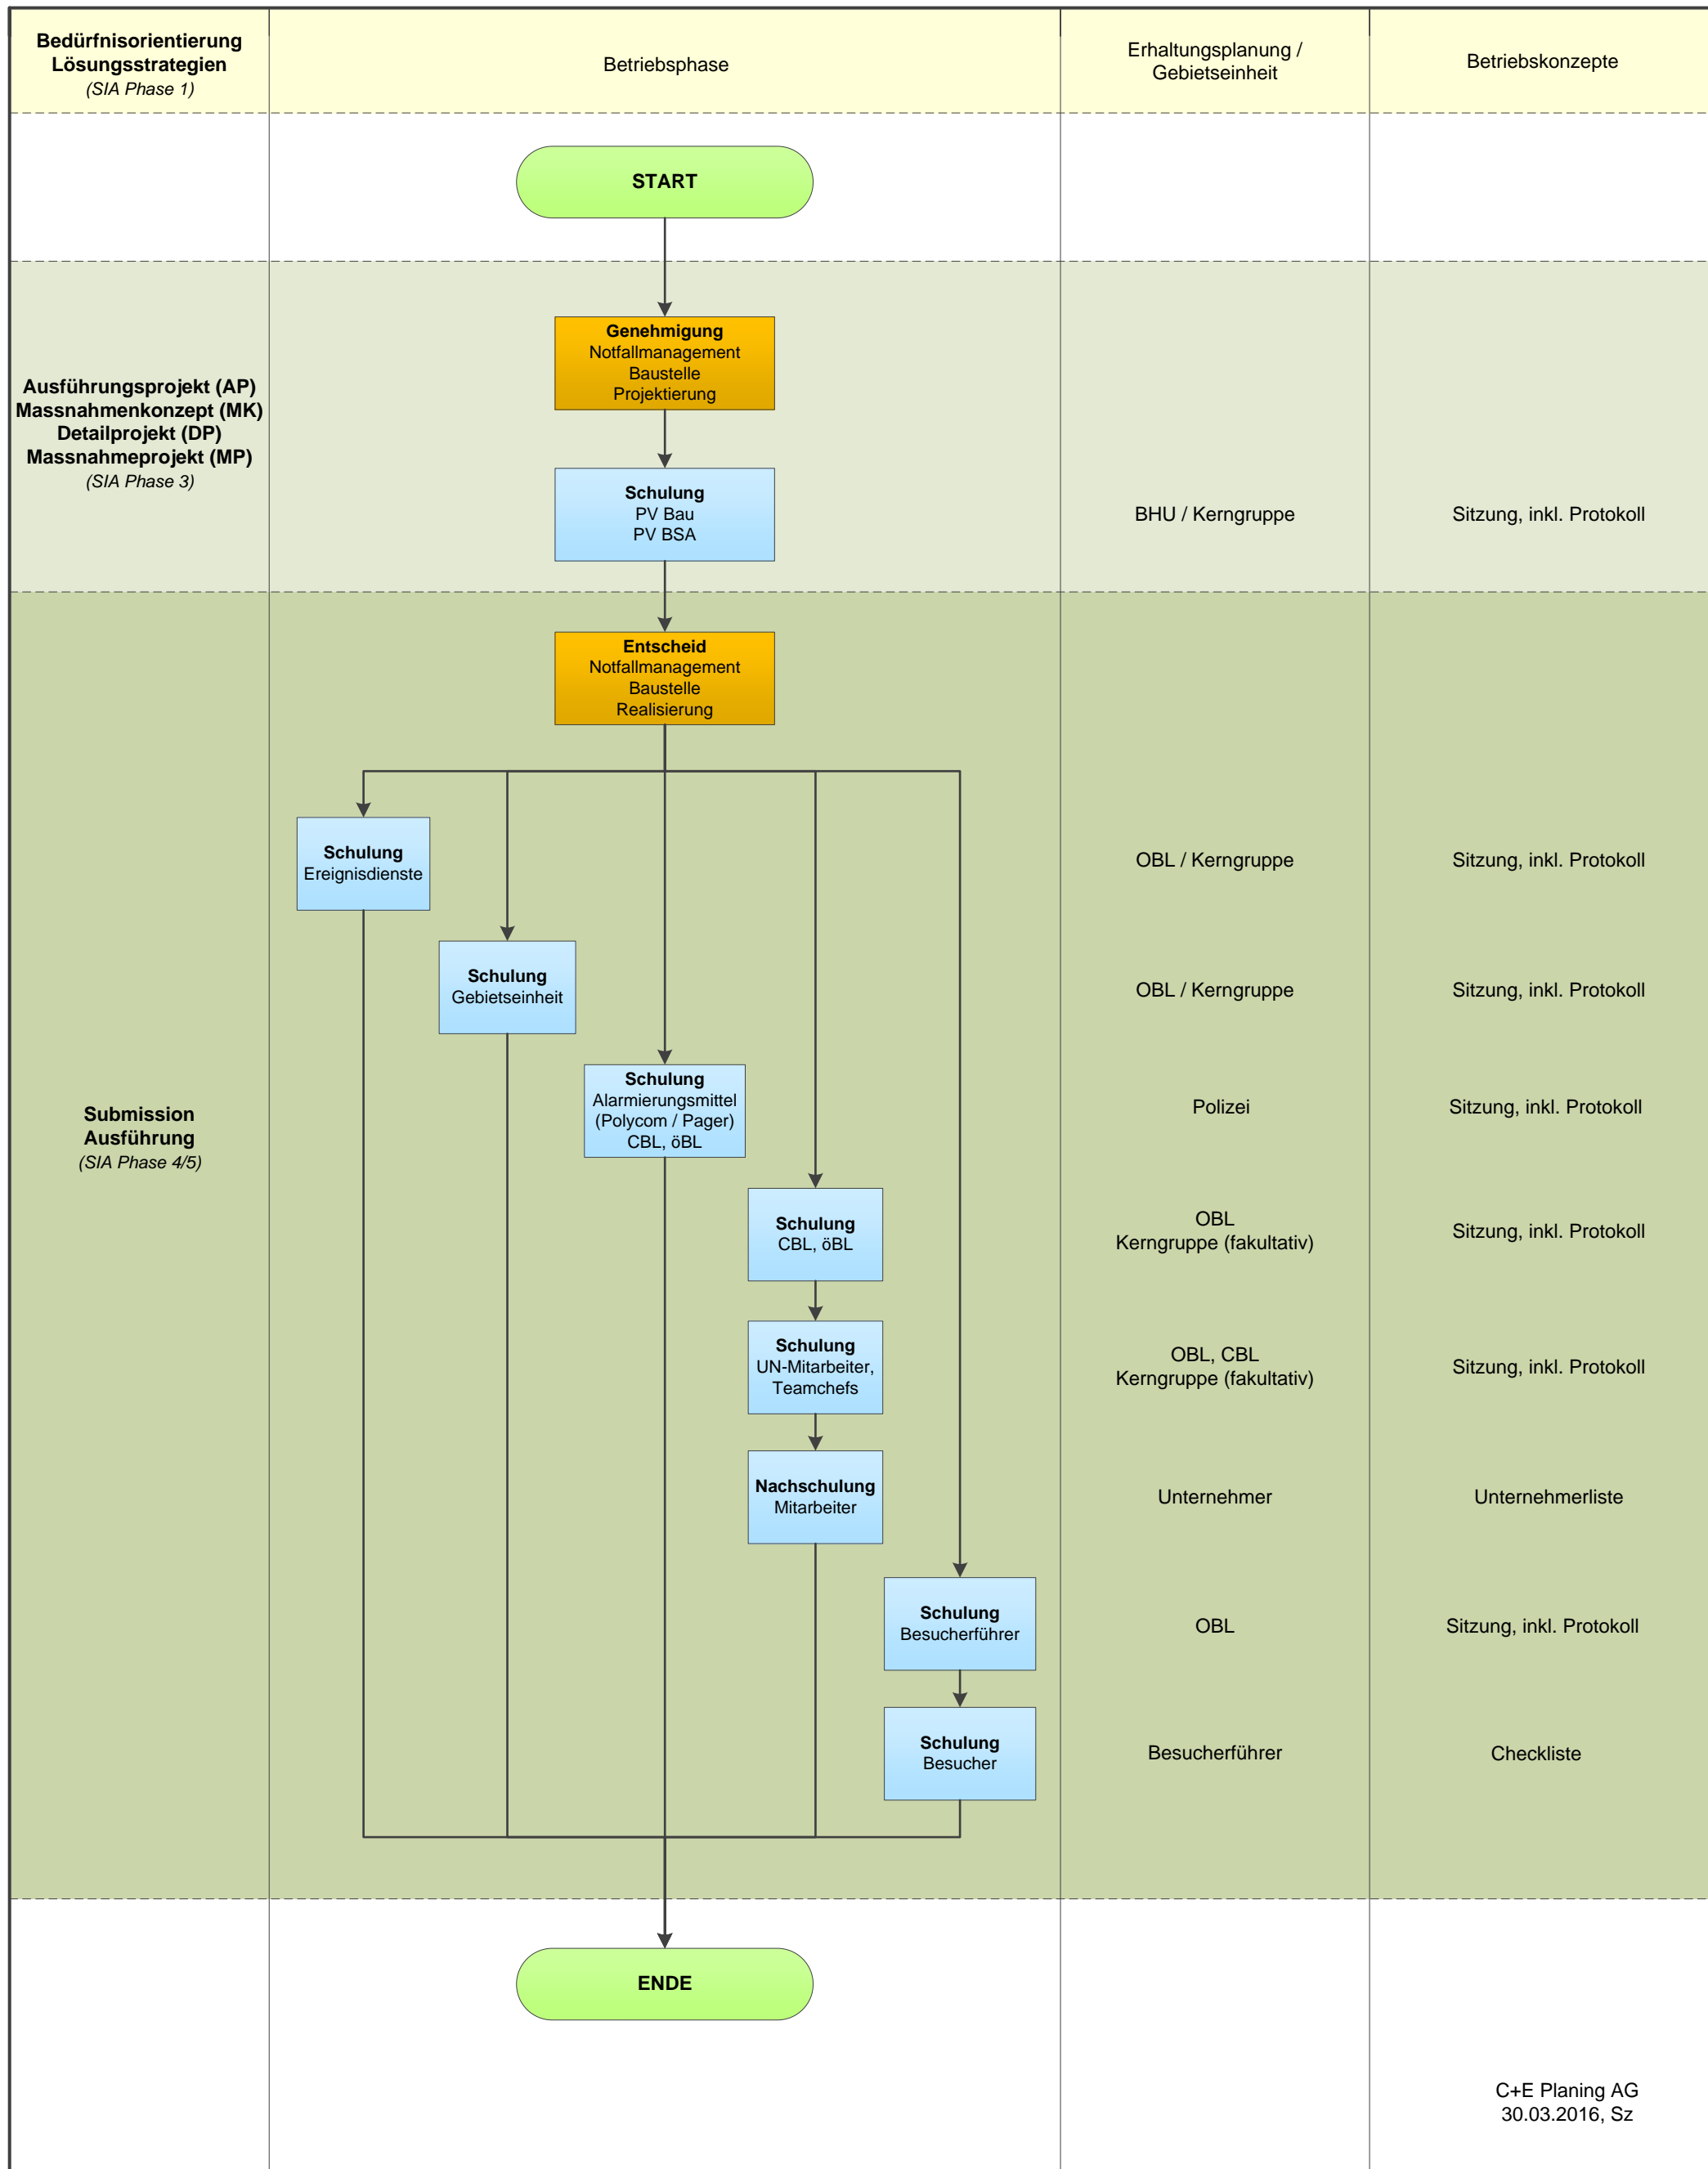 Bedürfnisorientierung
Lösungsstrategien
(SIA Phase 1)
Betriebsphase
Erhaltungsplanung /
Gebietseinheit
Betriebskonzepte
START
Ausführungsprojekt (AP)
Massnahmenkonzept (MK)
Detailprojekt (DP)
Massnahmeprojekt (MP)
(SIA Phase 3)
Genehmigung
Notfallmanagement
Baustelle
Projektierung
Schulung
PV Bau
PV BSA
BHU / Kerngruppe
Sitzung, inkl. Protokoll
Submission
Ausführung
(SIA Phase 4/5)
Entscheid
Notfallmanagement
Baustelle
Realisierung
Schulung
Ereignisdienste
OBL / Kerngruppe
Sitzung, inkl. Protokoll
Schulung
Gebietseinheit
OBL / Kerngruppe
Sitzung, inkl. Protokoll
Schulung
Alarmierungsmittel
(Polycom / Pager)
CBL, öBL
Polizei
Sitzung, inkl. Protokoll
Schulung
CBL, öBL
OBL
Kerngruppe (fakultativ)
Sitzung, inkl. Protokoll
Schulung
UN-Mitarbeiter,
Teamchefs
OBL, CBL
Kerngruppe (fakultativ)
Sitzung, inkl. Protokoll
Nachschulung
Mitarbeiter
Unternehmer
Unternehmerliste
Schulung
Besucherführer
OBL
Sitzung, inkl. Protokoll
Schulung
Besucher
Besucherführer
Checkliste
ENDE
C+E Planing AG
30.03.2016, Sz